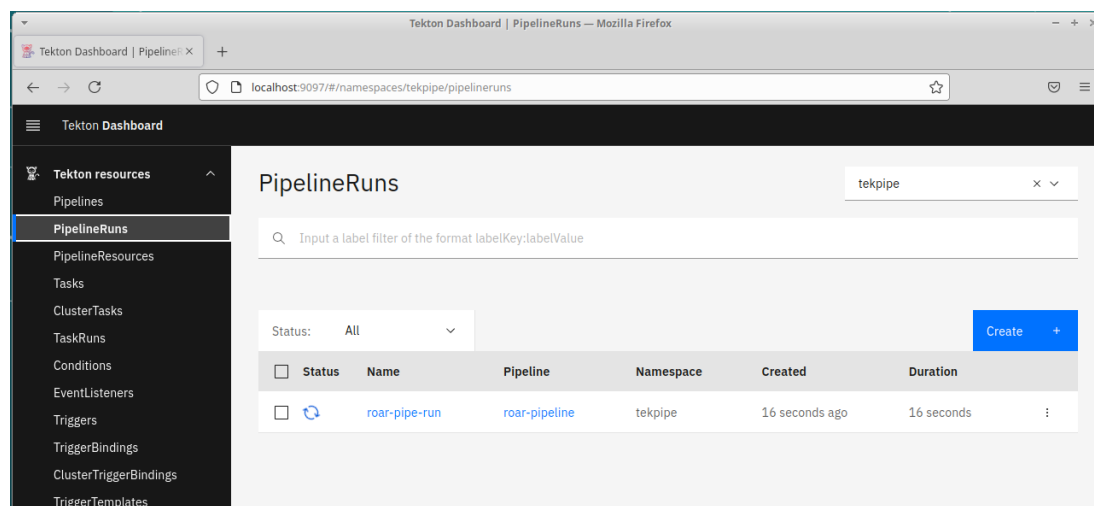 Tekton Dashboard | PipelineRuns — Mozilla Firefox
Tekton Dashboard | PipelineR
localhost:9097/#/namespaces/tekpipe/pipelineruns
Tekton Dashboard
Tekton resources
Pipelines
PipelineRuns
PipelineResources
Tasks
ClusterTasks
TaskRuns
Conditions
EventListeners
Triggers
TriggerBindings
ClusterTriggerBindings
TriggerTemplates
PipelineRuns
tekpipe
Input a label filter of the format labelKey:labelValue
Status: All
Create +
Status Name Pipeline Namespace Created Duration
roar-pipe-run roar-pipeline tekpipe 16 seconds ago 16 seconds